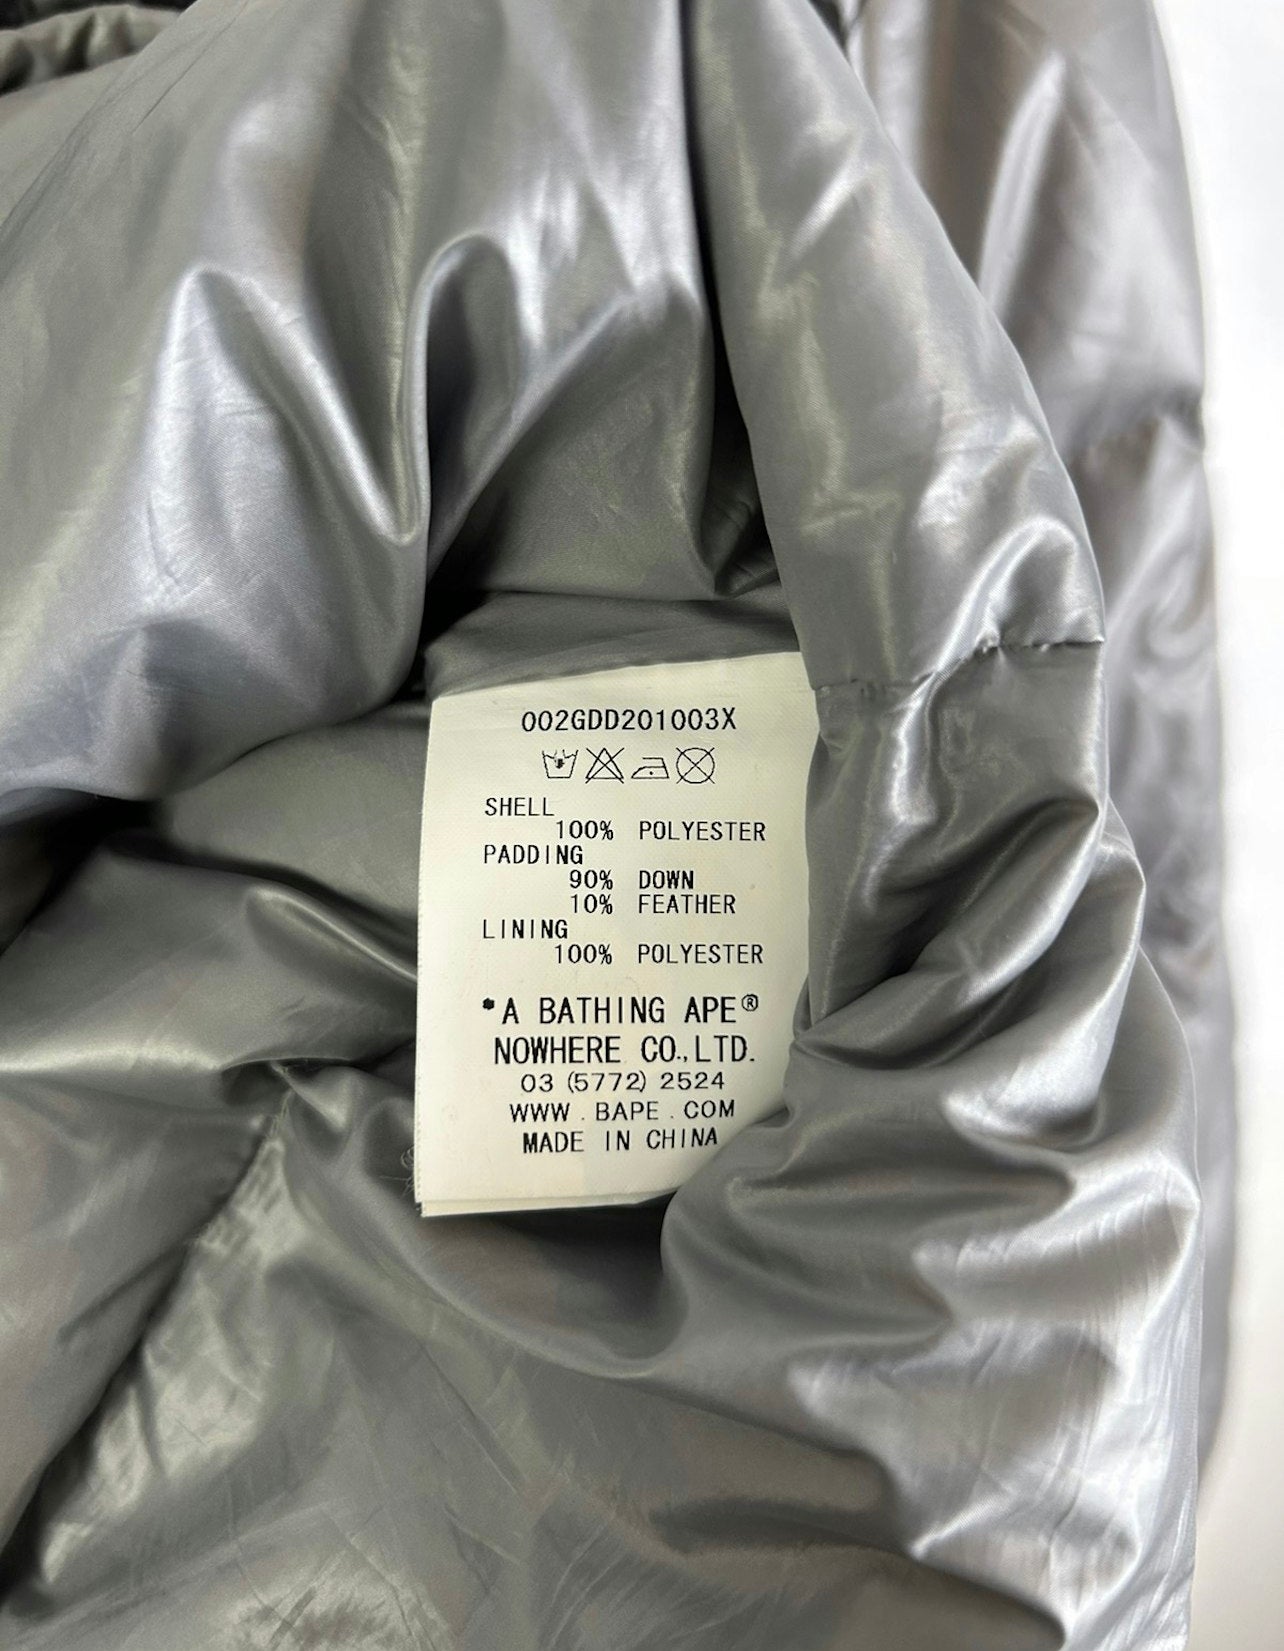 002GDD201003X
SHELL
100% POLYESTER
PADDING
90% DOWN
10% FEATHER
LINING
100% POLYESTER
A BATHING APE®
NOWHERE CO.,LTD.
03 (5772) 2524
WWW . BAPE . COM
MADE IN CHINA